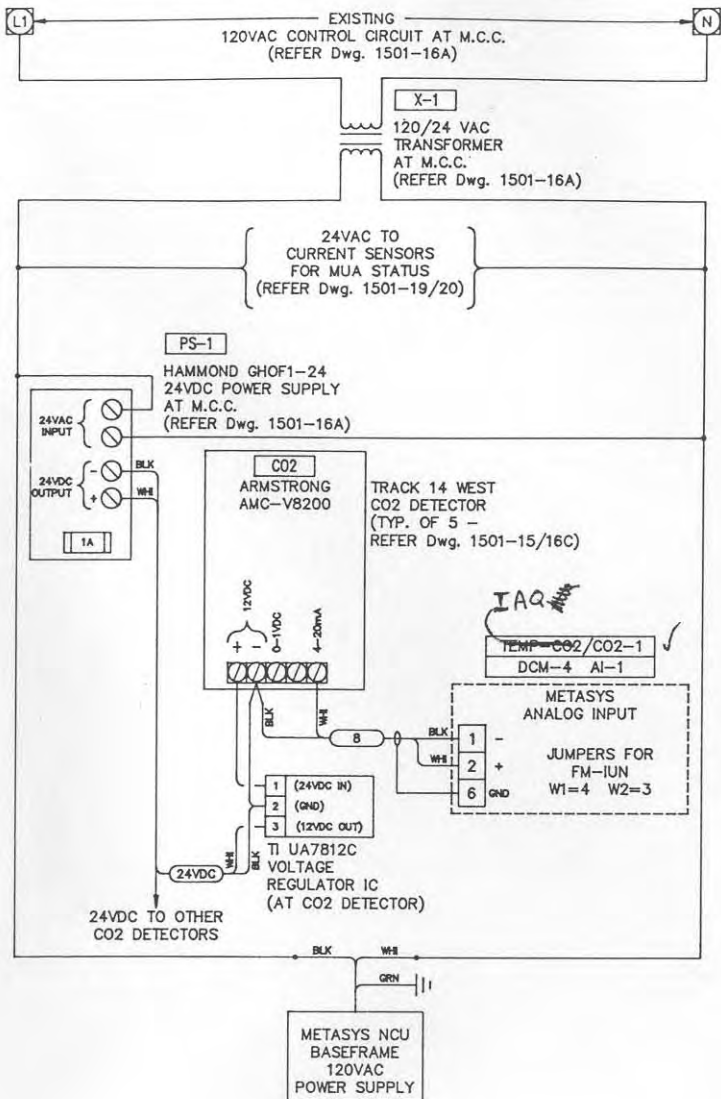 L1
EXISTING
N
120VAC CONTROL CIRCUIT AT M.C.C.
(REFER Dwg. 1501-16A)
X-1
120/24 VAC
TRANSFORMER
AT M.C.C.
(REFER Dwg. 1501-16A)
24VAC TO
CURRENT SENSORS
FOR MUA STATUS
(REFER Dwg. 1501-19/20)
PS-1
HAMMOND GHOF1-24
24VDC POWER SUPPLY
AT M.C.C.
(REFER Dwg. 1501-16A)
24VAC
INPUT
24VDC
OUTPUT
-
+
BLK
WHI
1A
CO2
ARMSTRONG
AMC-V8200
TRACK 14 WEST
CO2 DETECTOR
(TYP. OF 5 -
REFER Dwg. 1501-15/16C)
12VDC
+ -
0-1VDC
4-20mA
IAQ
TEMP-CO2/CO2-1
DCM-4 AI-1
METASYS
ANALOG INPUT
BLK
WHI
8
BLK
WHI
1 -
2 +
6 GND
JUMPERS FOR
FM-IUN
W1=4 W2=3
1 (24VDC IN)
2 (GND)
3 (12VDC OUT)
TI UA7812C
VOLTAGE
REGULATOR IC
(AT CO2 DETECTOR)
24VDC
WHI
BLK
24VDC TO OTHER
CO2 DETECTORS
BLK
WHI
GRN
METASYS NCU
BASEFRAME
120VAC
POWER SUPPLY